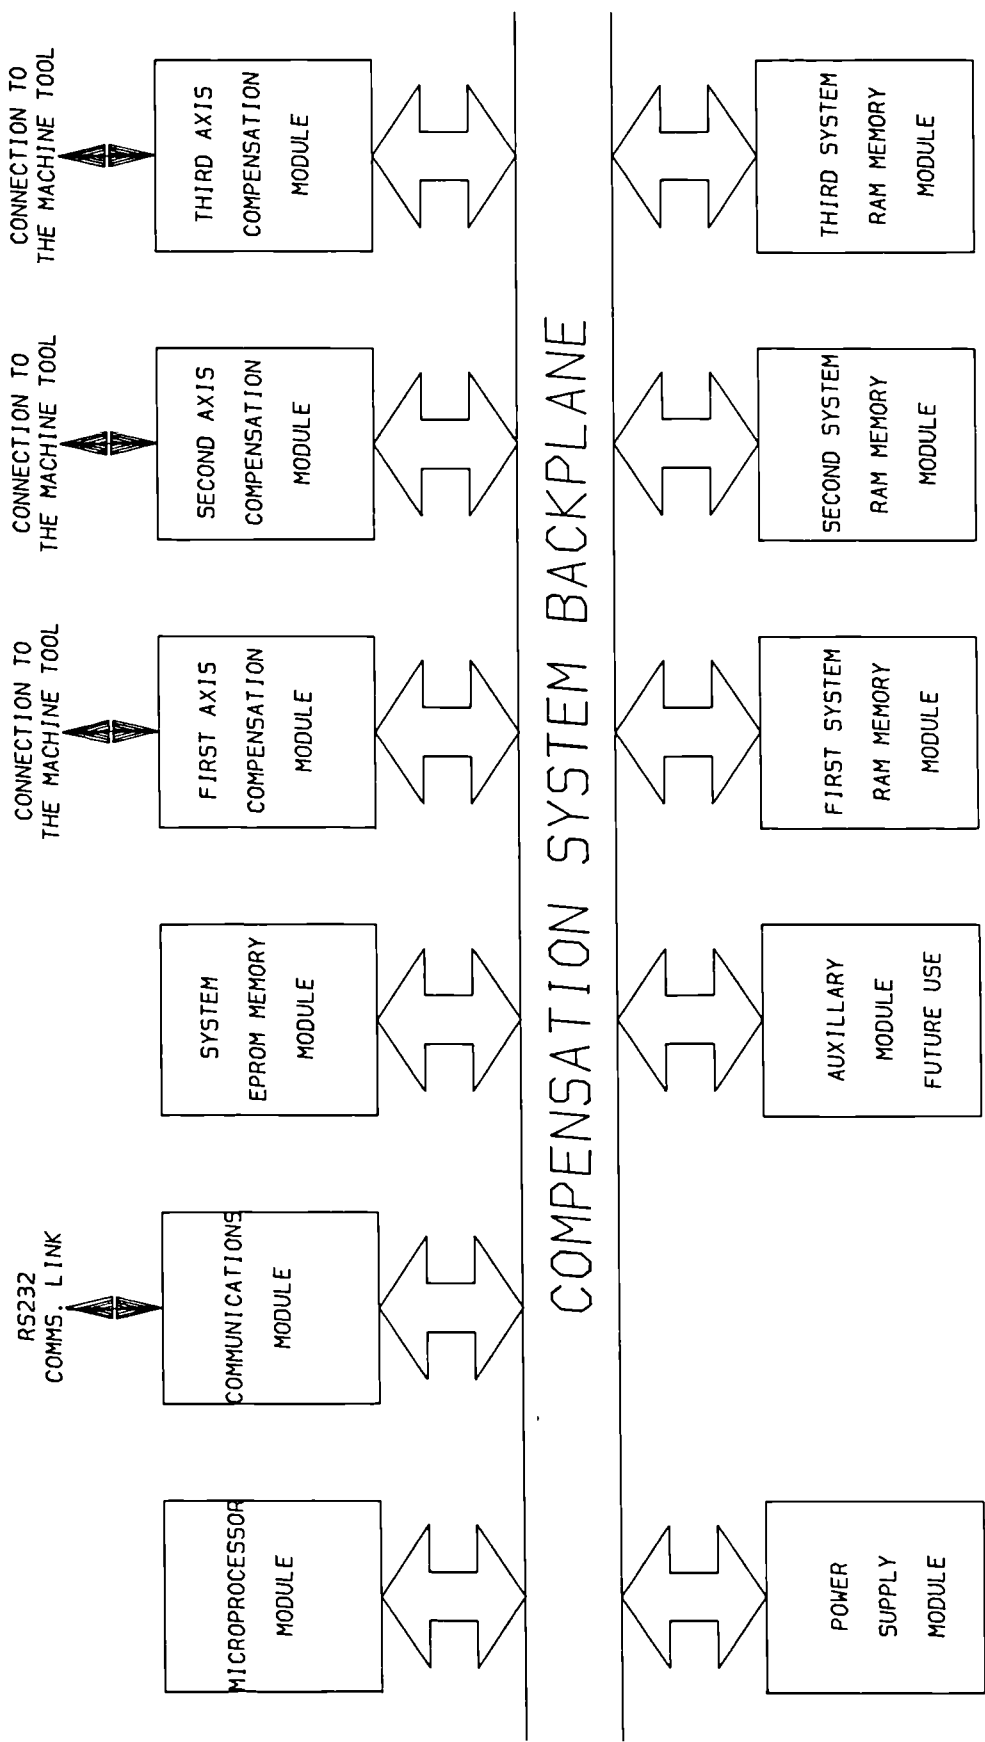 RS232
COMMS. LINK
CONNECTION TO
THE MACHINE TOOL
CONNECTION TO
THE MACHINE TOOL
CONNECTION TO
THE MACHINE TOOL
MICROPROCESSOR
MODULE
COMMUNICATIONS
MODULE
SYSTEM
EPROM MEMORY
MODULE
FIRST AXIS
COMPENSATION
MODULE
SECOND AXIS
COMPENSATION
MODULE
THIRD AXIS
COMPENSATION
MODULE
COMPENSATION SYSTEM BACKPLANE
POWER
SUPPLY
MODULE
AUXILLARY
MODULE
FUTURE USE
FIRST SYSTEM
RAM MEMORY
MODULE
SECOND SYSTEM
RAM MEMORY
MODULE
THIRD SYSTEM
RAM MEMORY
MODULE